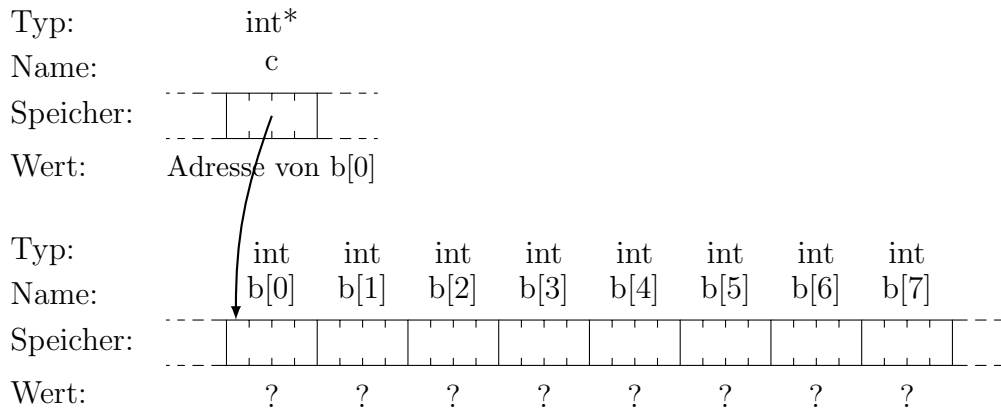 Typ: int*
Name: c
Speicher:
Wert: Adresse von b[0]
Typ: int int int int int int int int
Name: b[0] b[1] b[2] b[3] b[4] b[5] b[6] b[7]
Speicher:
Wert: ? ? ? ? ? ? ? ?